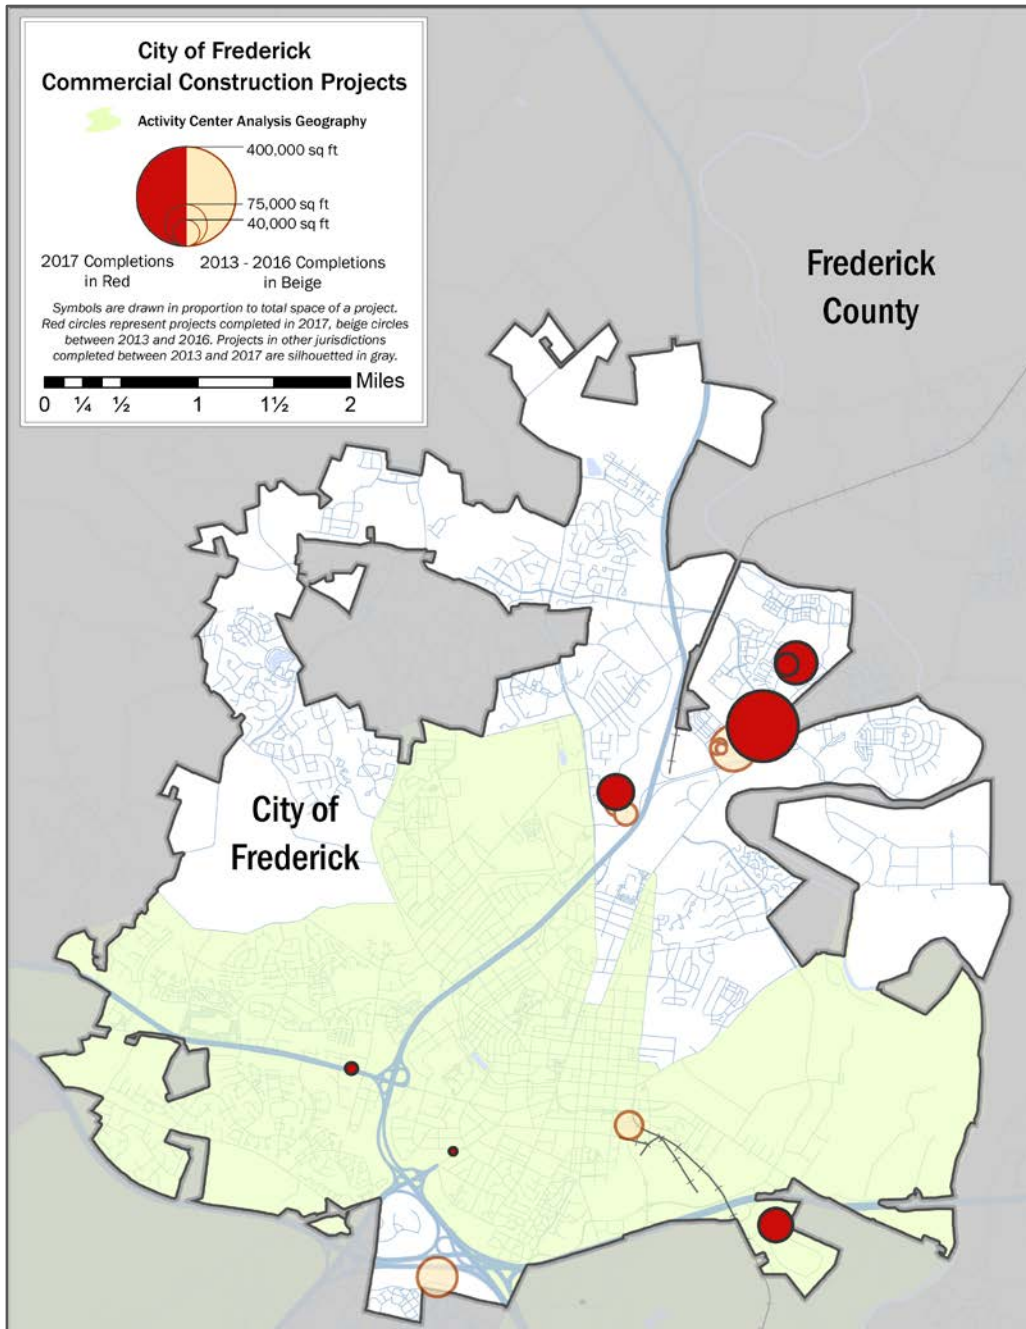 City of Frederick
Commercial Construction Projects
Activity Center Analysis Geography
400,000 sq ft
75,000 sq ft
40,000 sq ft
2017 Completions
in Red
2013 - 2016 Completions
in Beige
Symbols are drawn in proportion to total space of a project.
Red circles represent projects completed in 2017, beige circles
between 2013 and 2016. Projects in other jurisdictions
completed between 2013 and 2017 are silhouetted in gray.
Miles
0 ¼ ½ 1 1½ 2
Frederick
County
City of
Frederick